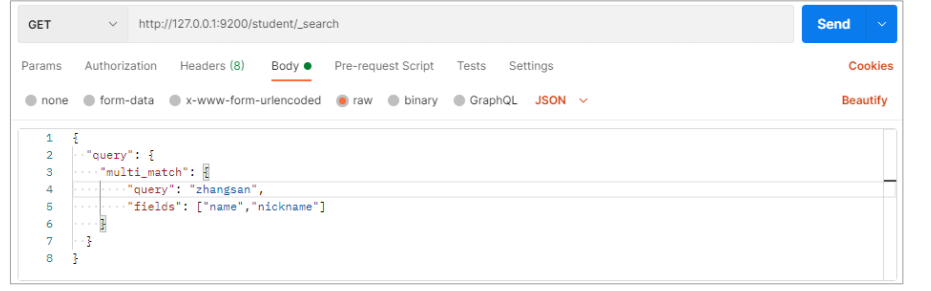 GET http://127.0.0.1:9200/student/_search Send
Params Authorization Headers (8) Body Pre-request Script Tests Settings Cookies
none form-data x-www-form-urlencoded raw binary GraphQL JSON Beautify
1 {
2 ··"query": {
3 ····"multi_match": {
4 ········"query": "zhangsan",
5 ········"fields": ["name","nickname"]
6 ····}
7 ··}
8 }